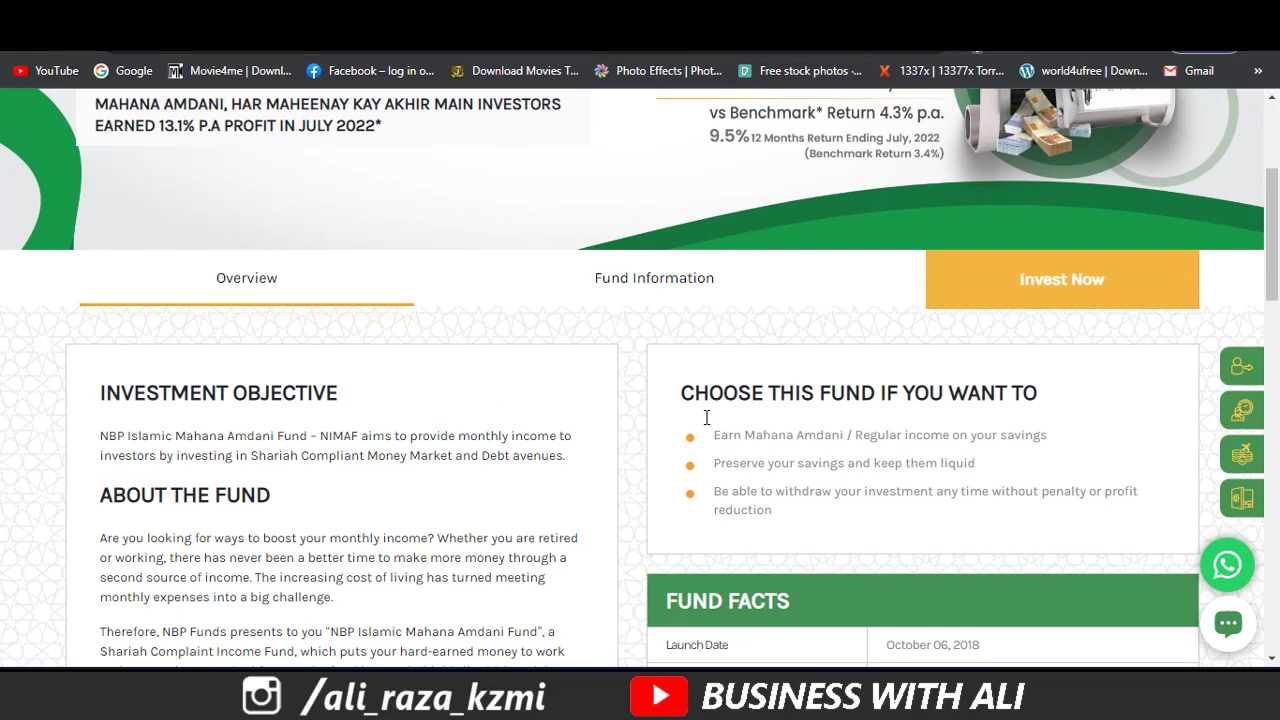 YouTube
Google
Movie4me | Downl...
Facebook – log in o...
Download Movies T...
Photo Effects | Phot...
Free stock photos ·...
1337x | 13377x Torr...
world4ufree | Down...
Gmail
»
MAHANA AMDANI, HAR MAHEENAY KAY AKHIR MAIN INVESTORS
EARNED 13.1% P.A PROFIT IN JULY 2022*
vs Benchmark* Return 4.3% p.a.
9.5% 12 Months Return Ending July, 2022
(Benchmark Return 3.4%)
Overview
Fund Information
Invest Now
INVESTMENT OBJECTIVE
NBP Islamic Mahana Amdani Fund – NIMAF aims to provide monthly income to
investors by investing in Shariah Compliant Money Market and Debt avenues.
ABOUT THE FUND
Are you looking for ways to boost your monthly income? Whether you are retired
or working, there has never been a better time to make more money through a
second source of income. The increasing cost of living has turned meeting
monthly expenses into a big challenge.
Therefore, NBP Funds presents to you "NBP Islamic Mahana Amdani Fund", a
Shariah Complaint Income Fund, which puts your hard-earned money to work
CHOOSE THIS FUND IF YOU WANT TO
Earn Mahana Amdani / Regular income on your savings
Preserve your savings and keep them liquid
Be able to withdraw your investment any time without penalty or profit
reduction
FUND FACTS
Launch Date
October 06, 2018
/ali_raza_kzmi
BUSINESS WITH ALI